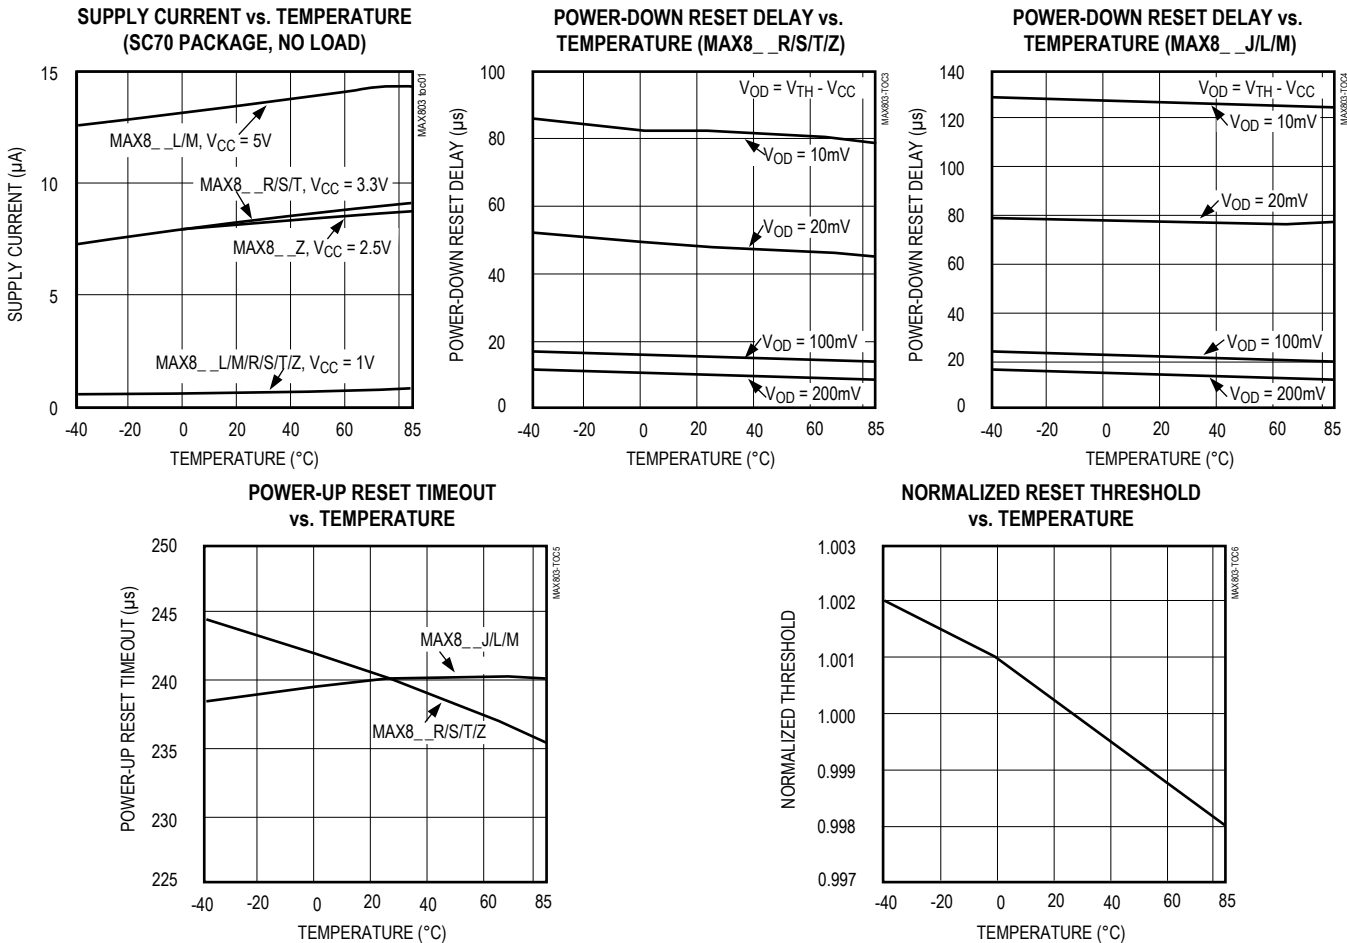 SUPPLY CURRENT vs. TEMPERATURE
(SC70 PACKAGE, NO LOAD)
15
10
5
0
SUPPLY CURRENT (µA)
MAX803 toc01
MAX8_ _L/M, VCC = 5V
MAX8_ _R/S/T, VCC = 3.3V
MAX8_ _Z, VCC = 2.5V
MAX8_ _L/M/R/S/T/Z, VCC = 1V
-40 -20 0 20 40 60 85
TEMPERATURE (°C)
POWER-DOWN RESET DELAY vs.
TEMPERATURE (MAX8_ _R/S/T/Z)
100
80
60
40
20
0
POWER-DOWN RESET DELAY (µs)
MAX803-TOC3
VOD = VTH - VCC
VOD = 10mV
VOD = 20mV
VOD = 100mV
VOD = 200mV
-40 -20 0 20 40 60 85
TEMPERATURE (°C)
POWER-DOWN RESET DELAY vs.
TEMPERATURE (MAX8_ _J/L/M)
140
120
100
80
60
40
20
0
POWER-DOWN RESET DELAY (µs)
MAX803-TOC4
VOD = VTH - VCC
VOD = 10mV
VOD = 20mV
VOD = 100mV
VOD = 200mV
-40 -20 0 20 40 60 85
TEMPERATURE (°C)
POWER-UP RESET TIMEOUT
vs. TEMPERATURE
250
245
240
235
230
225
POWER-UP RESET TIMEOUT (µs)
MAX803-TOC5
MAX8_ _J/L/M
MAX8_ _R/S/T/Z
-40 -20 0 20 40 60 85
TEMPERATURE (°C)
NORMALIZED RESET THRESHOLD
vs. TEMPERATURE
1.003
1.002
1.001
1.000
0.999
0.998
0.997
NORMALIZED THRESHOLD
MAX803-TOC6
-40 -20 0 20 40 60 85
TEMPERATURE (°C)